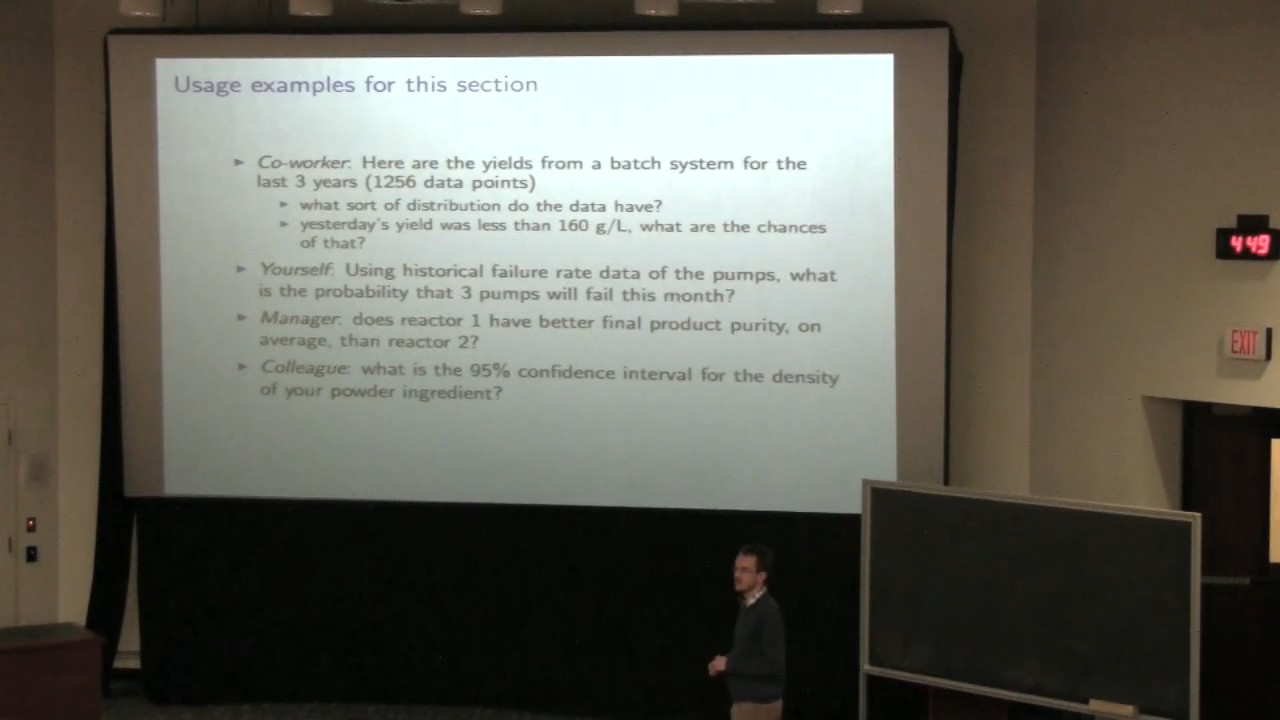 Usage examples for this section
► Co-worker: Here are the yields from a batch system for the
last 3 years (1256 data points)
► what sort of distribution do the data have?
► yesterday's yield was less than 160 g/L, what are the chances
of that?
► Yourself: Using historical failure rate data of the pumps, what
is the probability that 3 pumps will fail this month?
► Manager: does reactor 1 have better final product purity, on
average, than reactor 2?
► Colleague: what is the 95% confidence interval for the density
of your powder ingredient?
4:49
EXIT